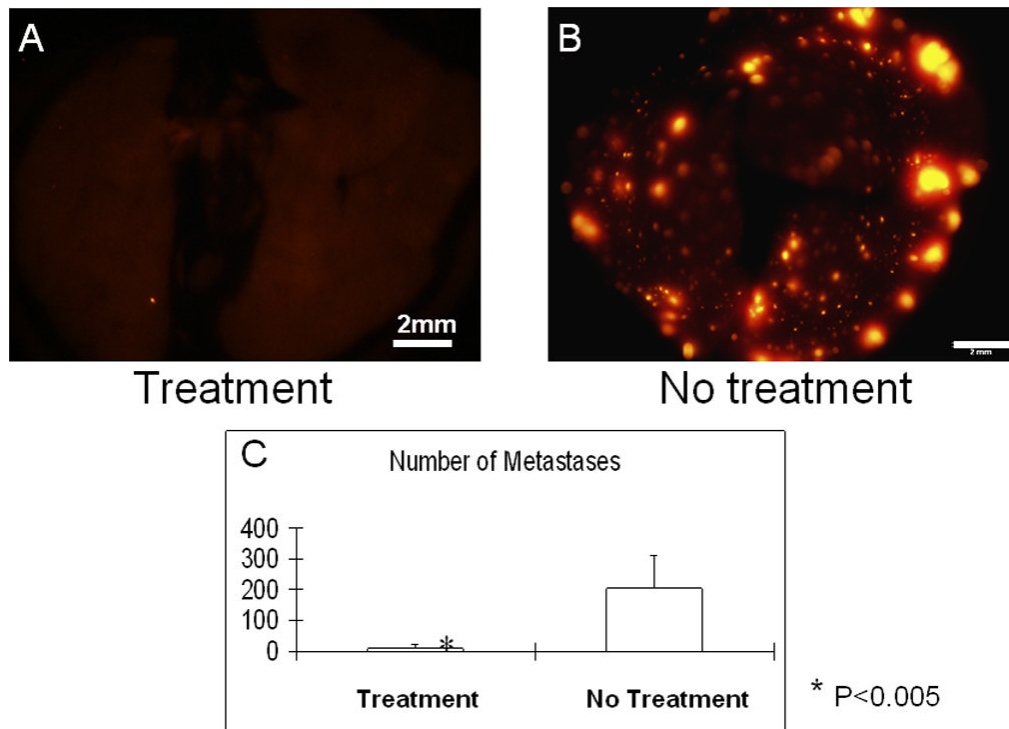 A
B
2mm
2 mm
Treatment
No treatment
C
Number of Metastases
400
300
200
100
0
*
Treatment
No Treatment
* P<0.005